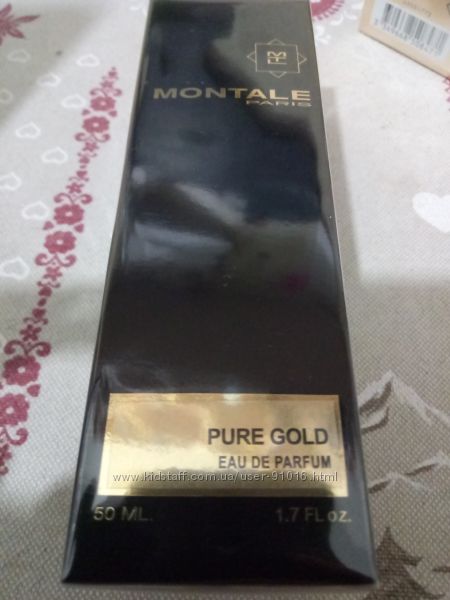 MONTALE
PARIS
PURE GOLD
EAU DE PARFUM
www.kidstaff.com.ua/user-91016.html
50 ML.
1.7 FL oz.